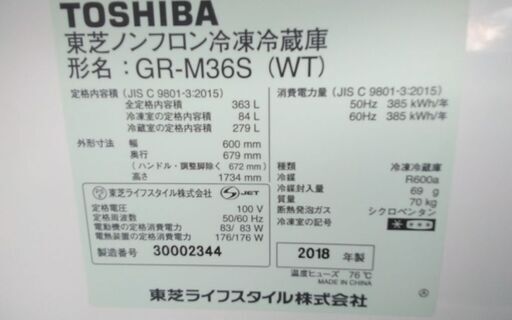 TOSHIBA
東芝ノンフロン冷凍冷蔵庫
形名：GR-M36S (WT)
定格内容積（JIS C 9801-3:2015）
全定格内容積 363 L
冷凍室の定格内容積 84 L
冷蔵室の定格内容積 279 L
外形寸法 幅 600 mm
奥行 679 mm
（ハンドル・調整脚除く 672 mm）
高さ 1734 mm
東芝ライフスタイル株式会社 S JET
定格電圧 100 V
定格周波数 50/60 Hz
電動機の定格消費電力 83/ 83 W
電熱装置の定格消費電力 176/176 W
製造番号 30002344
消費電力量（JIS C 9801-3:2015）
50Hz 385 kWh/年
60Hz 385 kWh/年
種類 冷凍冷蔵庫
冷媒 R600a
冷媒封入量 69 g
質量 70 kg
断熱発泡ガス シクロペンタン
冷凍室の記号
2018 年製
温度ヒューズ 76℃
MADE IN CHINA
東芝ライフスタイル株式会社
Ⓐ